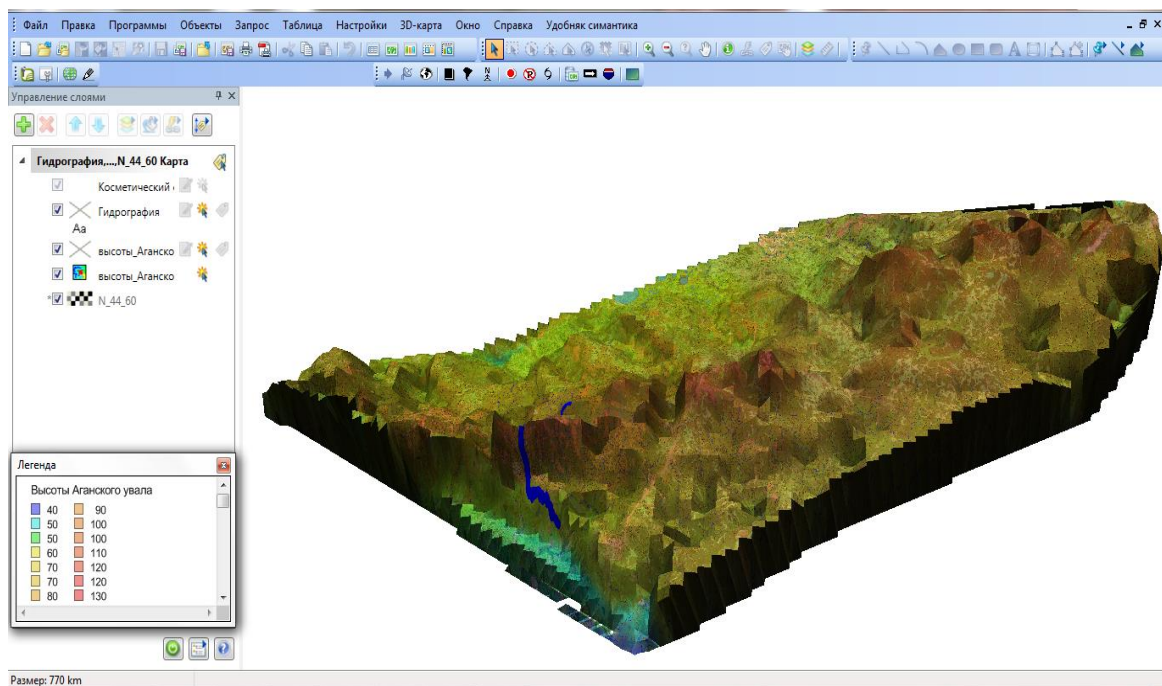 Файл Правка Программы Объекты Запрос Таблица Настройки 3D-карта Окно Справка Удобняк симантика
Управление слоями
Гидрография,...,N_44_60 Карта
Косметический
Гидрография
Aa
высоты_Аганско
высоты_Аганско
N_44_60
Легенда
Высоты Аганского увала
40 90
50 100
50 100
60 110
70 120
70 120
80 130
Размер: 770 km